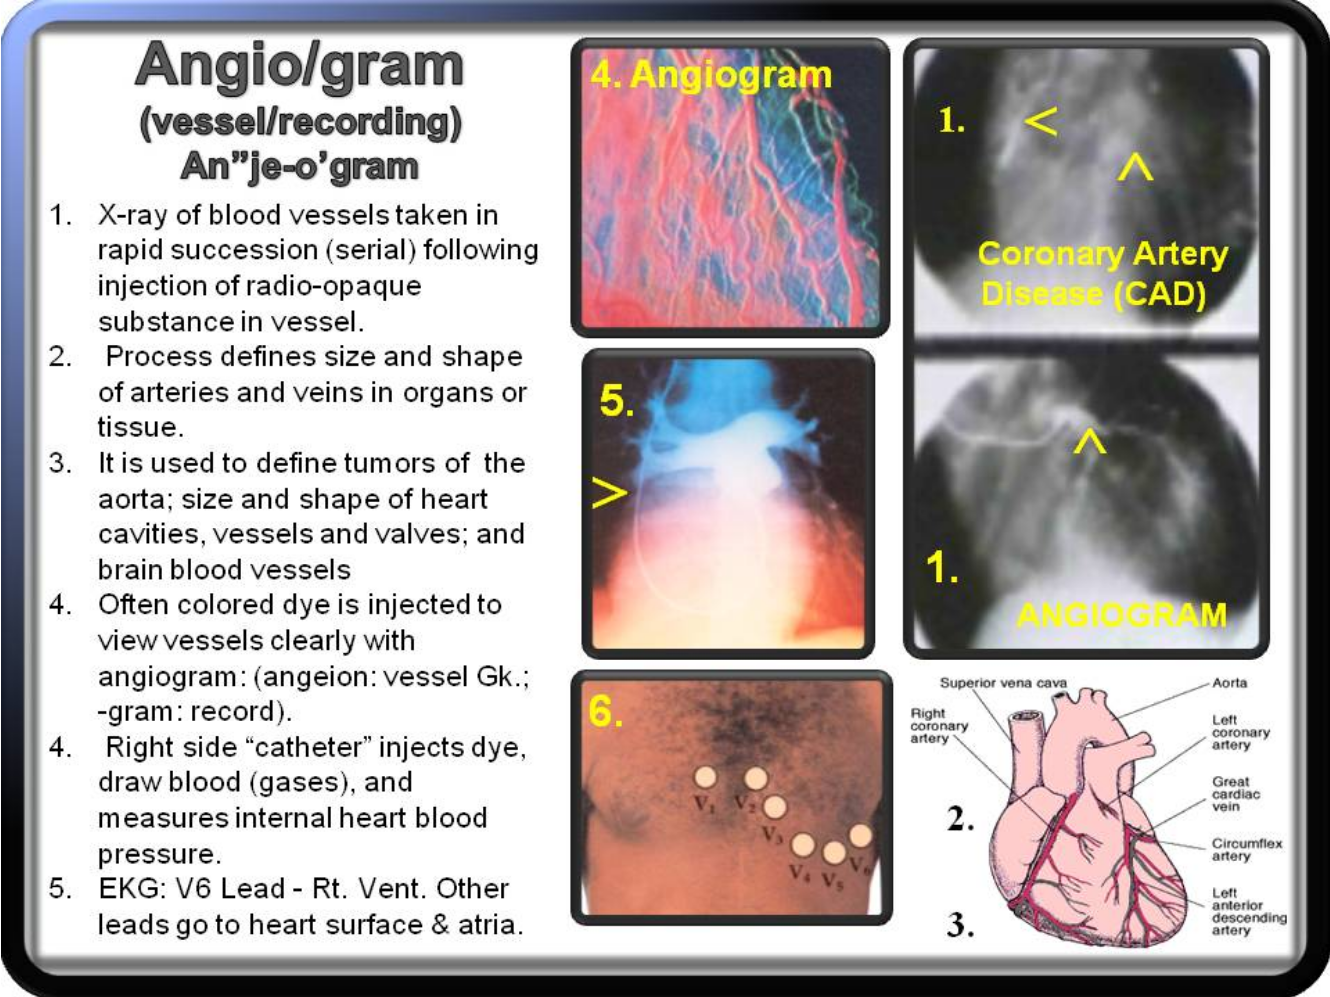 Angio/gram
(vessel/recording)
An”je-o’gram
1. X-ray of blood vessels taken in
rapid succession (serial) following
injection of radio-opaque
substance in vessel.
2. Process defines size and shape
of arteries and veins in organs or
tissue.
3. It is used to define tumors of the
aorta; size and shape of heart
cavities, vessels and valves; and
brain blood vessels
4. Often colored dye is injected to
view vessels clearly with
angiogram: (angeion: vessel Gk.;
-gram: record).
4. Right side “catheter” injects dye,
draw blood (gases), and
measures internal heart blood
pressure.
5. EKG: V6 Lead - Rt. Vent. Other
leads go to heart surface & atria.
4. Angiogram
5.
>
6.
V1 V2
V3
V4 V5 V6
1. <
^
Coronary Artery
Disease (CAD)
^
1.
ANGIOGRAM
Superior vena cava
Aorta
Right
coronary
artery
Left
coronary
artery
Great
cardiac
vein
2.
Circumflex
artery
Left
anterior
descending
artery
3.